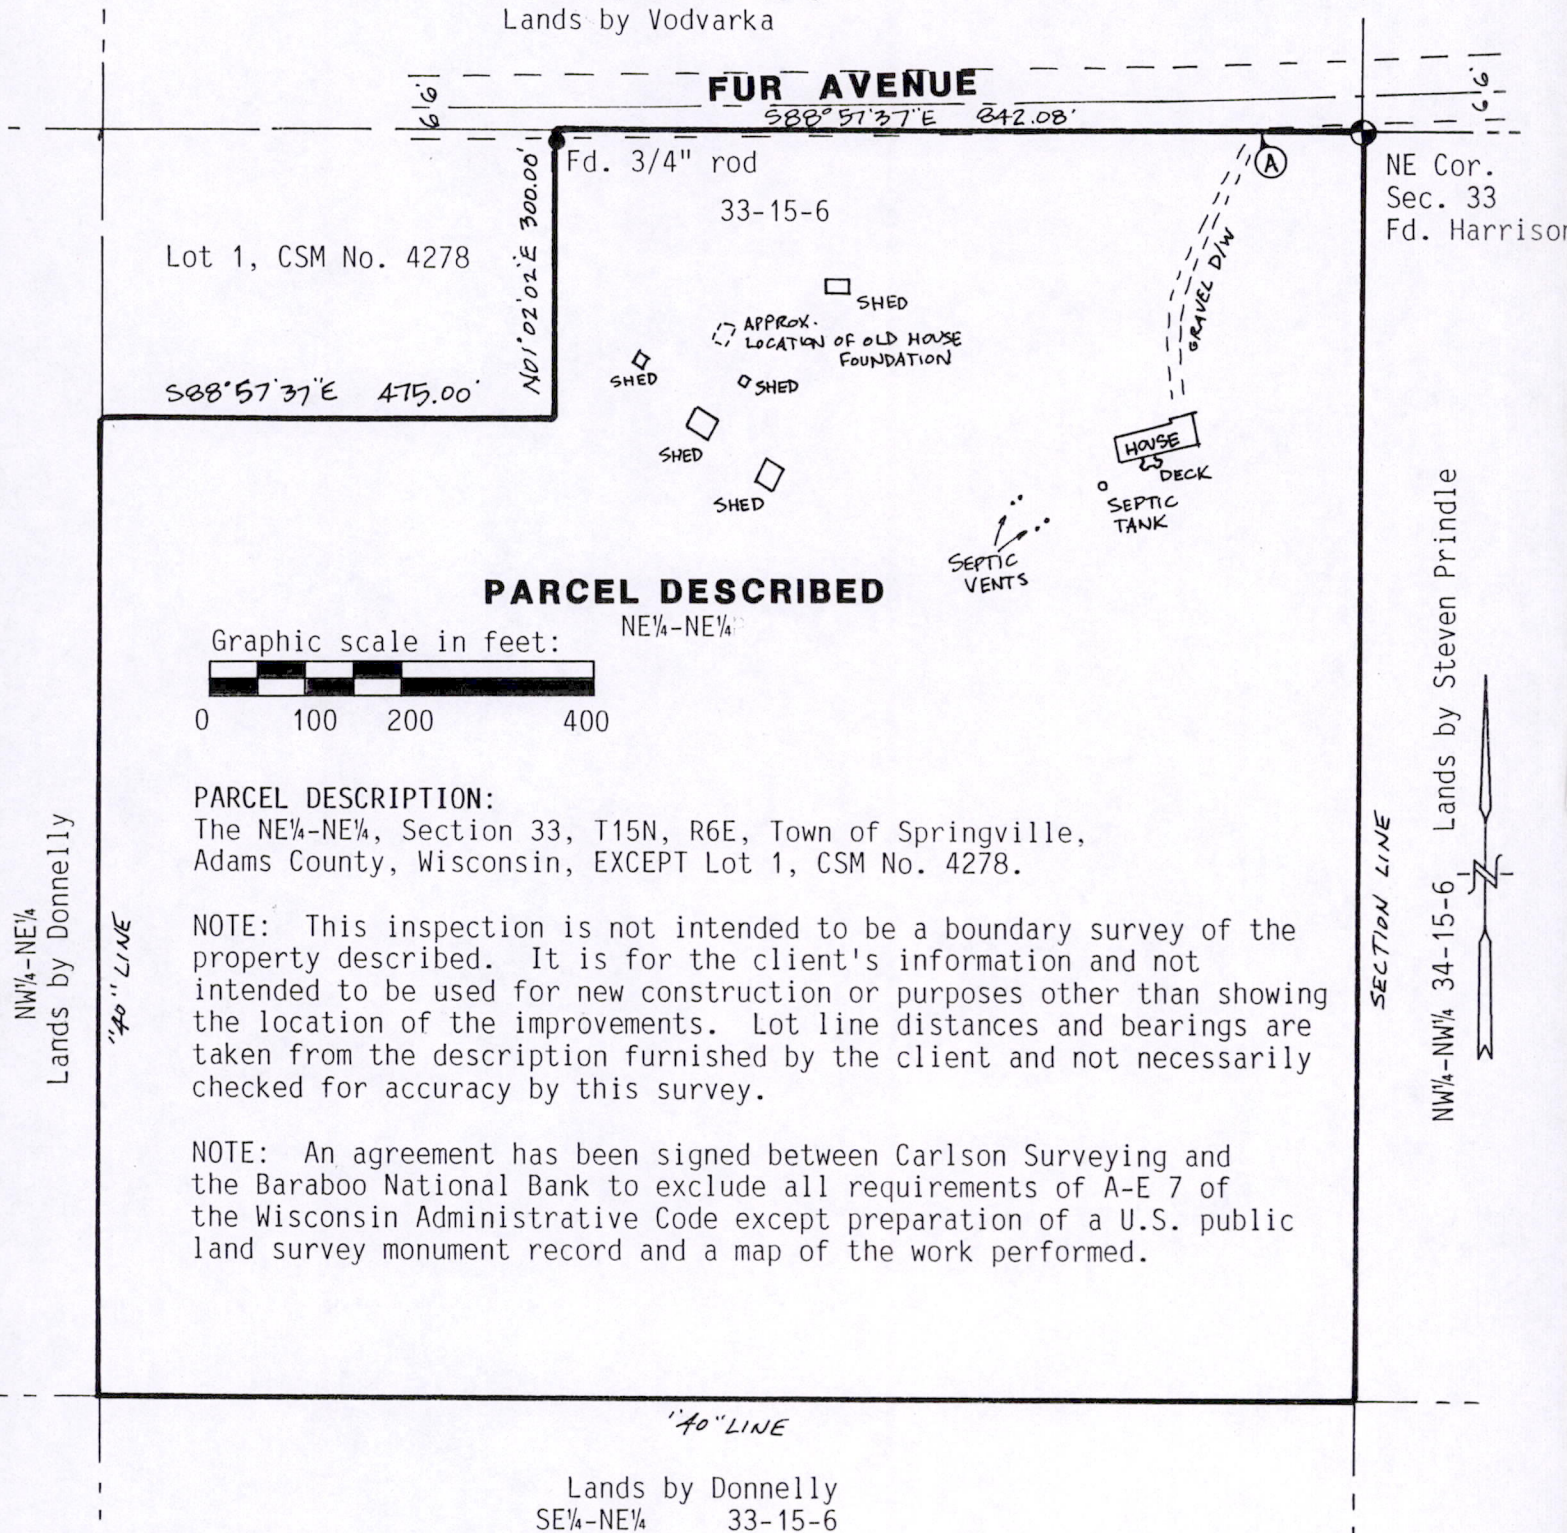 Lands by Vodvarka
FUR AVENUE
66'
66'
S88°57'37"E 842.08'
Fd. 3/4" rod
A
NE Cor.
Sec. 33
Fd. Harrison
33-15-6
N01°02'02"E 300.00'
Lot 1, CSM No. 4278
S88°57'37"E 475.00'
SHED
APPROX.
LOCATION OF OLD HOUSE
FOUNDATION
SHED
SHED
SHED
SHED
GRAVEL D/W
HOUSE
DECK
SEPTIC
TANK
SEPTIC
VENTS
PARCEL DESCRIBED
NE¼-NE¼
Graphic scale in feet:
0 100 200 400
PARCEL DESCRIPTION:
The NE¼-NE¼, Section 33, T15N, R6E, Town of Springville,
Adams County, Wisconsin, EXCEPT Lot 1, CSM No. 4278.
NOTE: This inspection is not intended to be a boundary survey of the
property described. It is for the client's information and not
intended to be used for new construction or purposes other than showing
the location of the improvements. Lot line distances and bearings are
taken from the description furnished by the client and not necessarily
checked for accuracy by this survey.
NOTE: An agreement has been signed between Carlson Surveying and
the Baraboo National Bank to exclude all requirements of A-E 7 of
the Wisconsin Administrative Code except preparation of a U.S. public
land survey monument record and a map of the work performed.
NW¼-NE¼
Lands by Donnelly
"40" LINE
SECTION LINE
NW¼-NW¼ 34-15-6 Lands by Steven Prindle
N
"40" LINE
Lands by Donnelly
SE¼-NE¼ 33-15-6